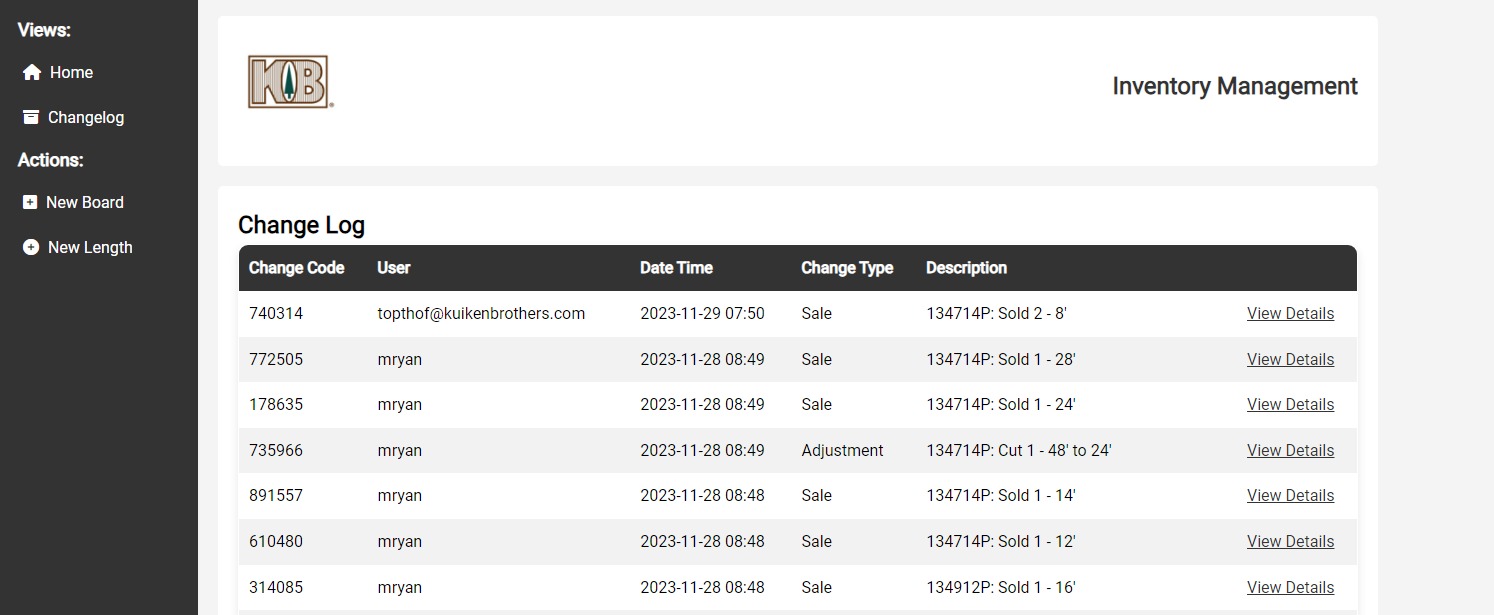 Views:
Home
Changelog
Actions:
New Board
New Length
KB
Inventory Management
Change Log
Change Code User Date Time Change Type Description
740314 topthof@kuikenbrothers.com 2023-11-29 07:50 Sale 134714P: Sold 2 - 8' View Details
772505 mryan 2023-11-28 08:49 Sale 134714P: Sold 1 - 28' View Details
178635 mryan 2023-11-28 08:49 Sale 134714P: Sold 1 - 24' View Details
735966 mryan 2023-11-28 08:49 Adjustment 134714P: Cut 1 - 48' to 24' View Details
891557 mryan 2023-11-28 08:48 Sale 134714P: Sold 1 - 14' View Details
610480 mryan 2023-11-28 08:48 Sale 134714P: Sold 1 - 12' View Details
314085 mryan 2023-11-28 08:48 Sale 134912P: Sold 1 - 16' View Details